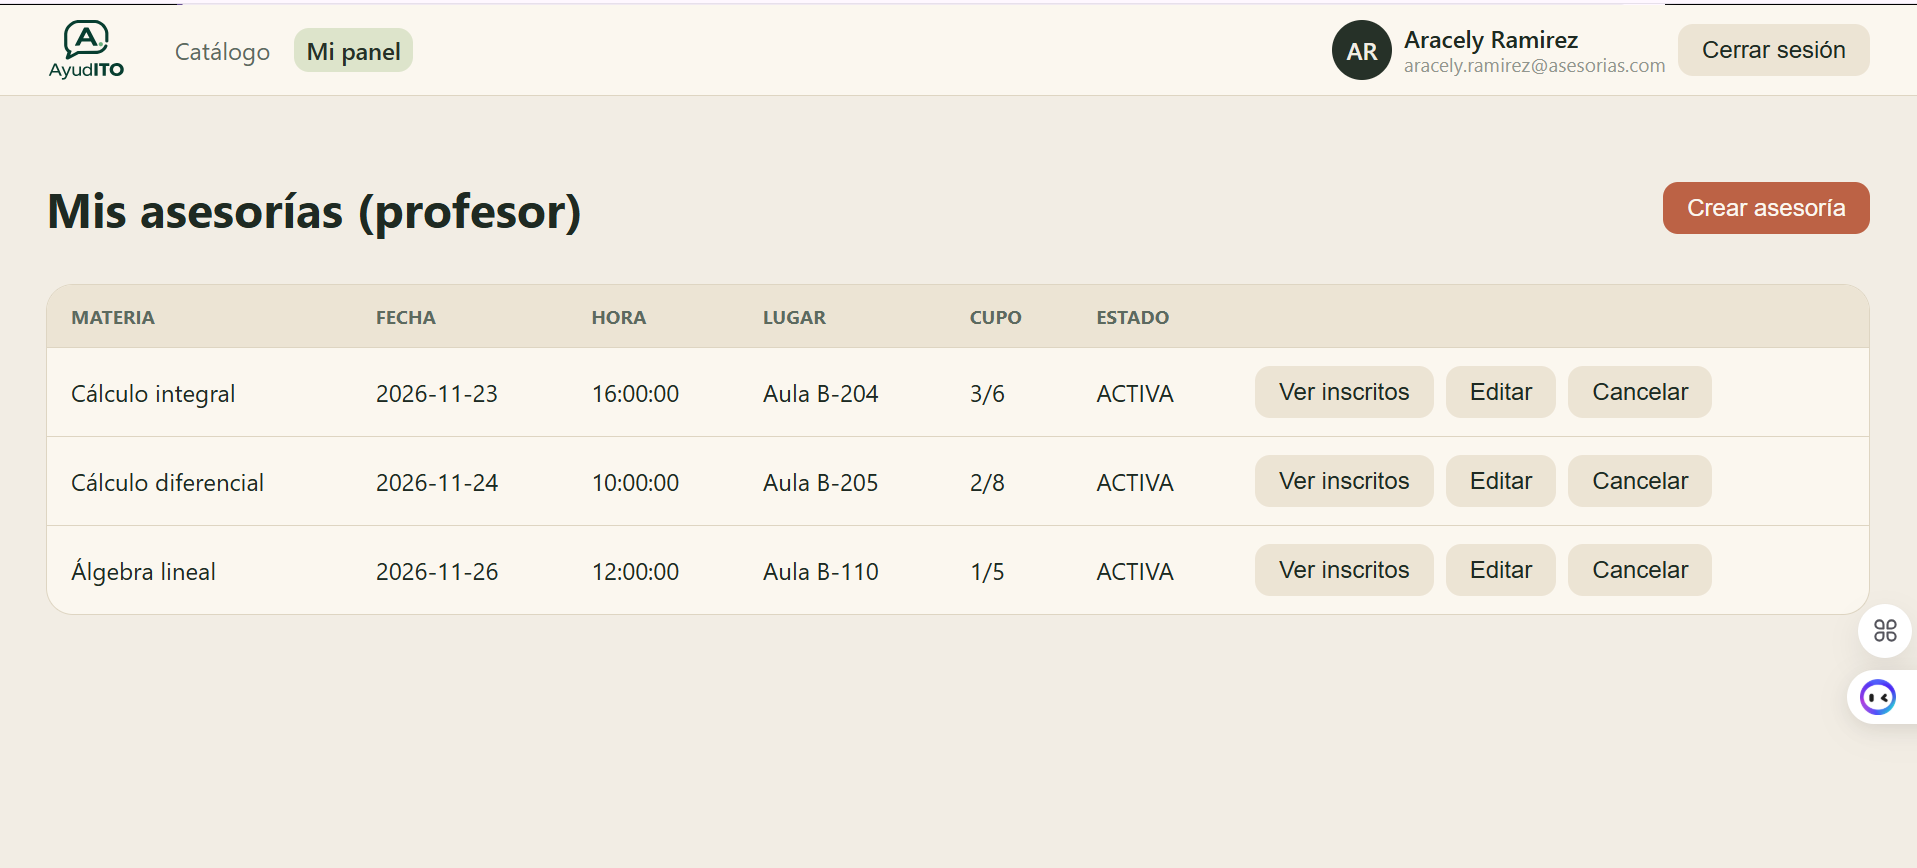 A.
AyudITO
Catálogo
Mi panel
AR
Aracely Ramirez
aracely.ramirez@asesorias.com
Cerrar sesión
Mis asesorías (profesor)
Crear asesoría
MATERIA FECHA HORA LUGAR CUPO ESTADO
Cálculo integral 2026-11-23 16:00:00 Aula B-204 3/6 ACTIVA Ver inscritos Editar Cancelar
Cálculo diferencial 2026-11-24 10:00:00 Aula B-205 2/8 ACTIVA Ver inscritos Editar Cancelar
Álgebra lineal 2026-11-26 12:00:00 Aula B-110 1/5 ACTIVA Ver inscritos Editar Cancelar